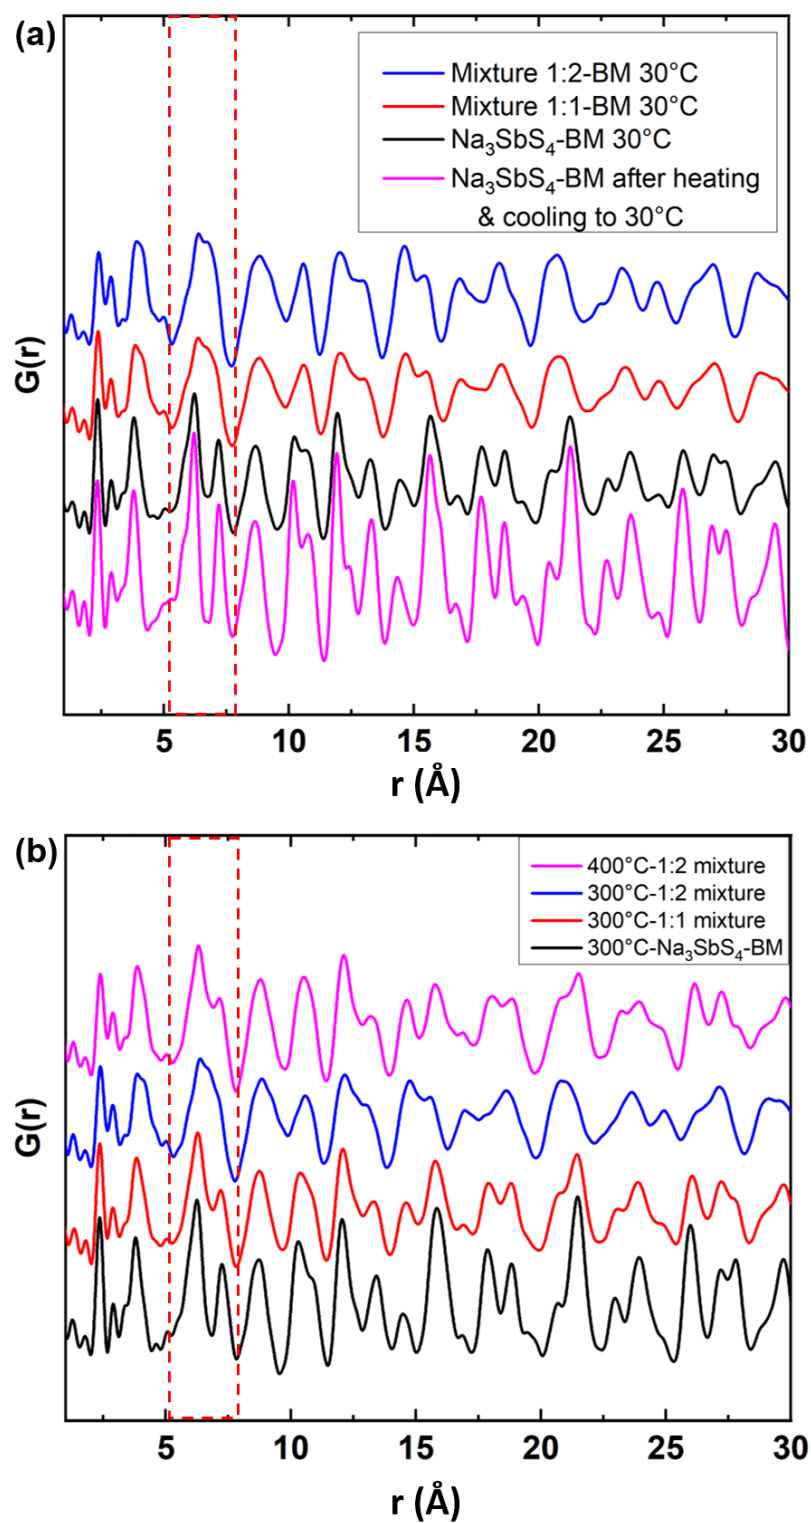 (a)
Mixture 1:2-BM 30°C
Mixture 1:1-BM 30°C
Na₃SbS₄-BM 30°C
Na₃SbS₄-BM after heating
& cooling to 30°C
G(r)
5 10 15 20 25 30
r (Å)
(b)
400°C-1:2 mixture
300°C-1:2 mixture
300°C-1:1 mixture
300°C-Na₃SbS₄-BM
G(r)
5 10 15 20 25 30
r (Å)